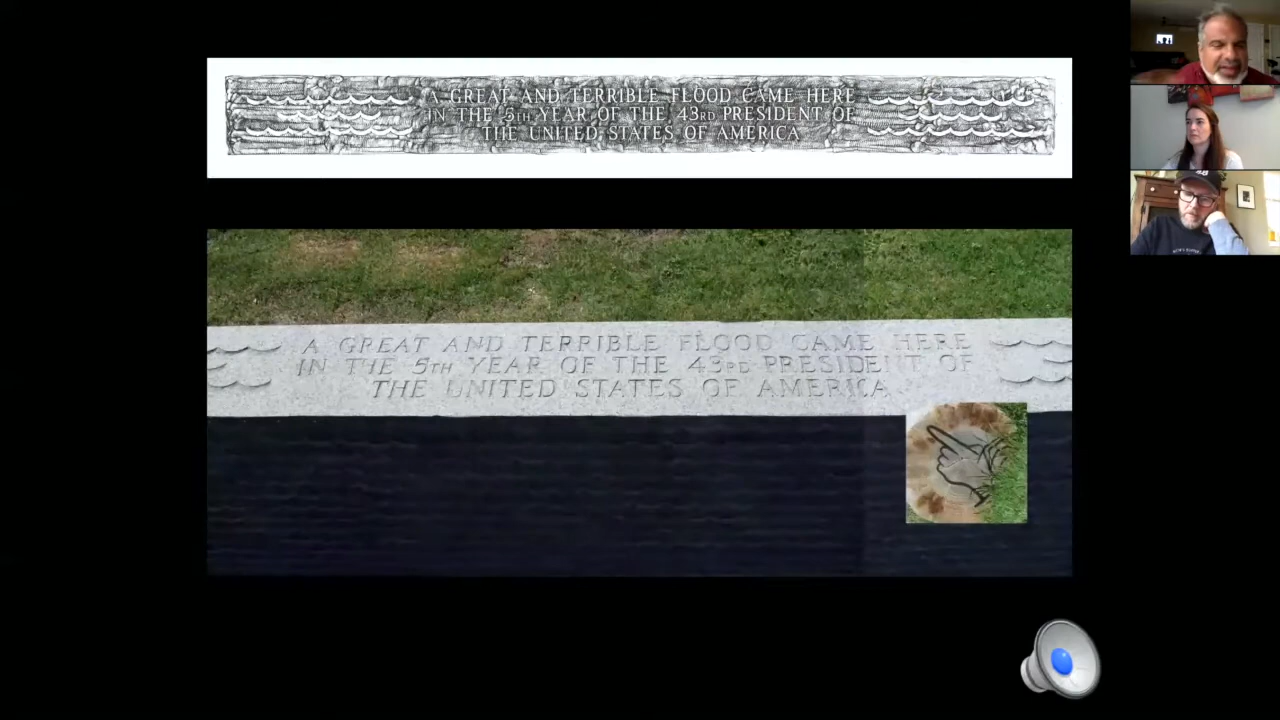 A GREAT AND TERRIBLE FLOOD CAME HERE
IN THE 5TH YEAR OF THE 43RD PRESIDENT OF
THE UNITED STATES OF AMERICA
A GREAT AND TERRIBLE FLOOD CAME HERE
IN THE 5TH YEAR OF THE 43RD PRESIDENT OF
THE UNITED STATES OF AMERICA